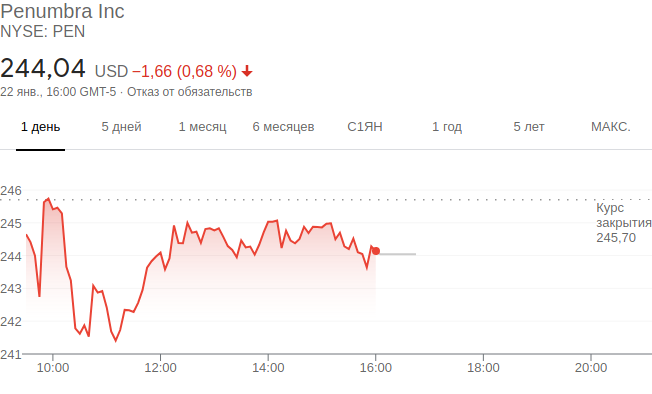 Penumbra Inc
NYSE: PEN
244,04 USD −1,66 (0,68 %)
22 янв., 16:00 GMT-5 · Отказ от обязательств
1 день 5 дней 1 месяц 6 месяцев С1ЯН 1 год 5 лет МАКС.
246
Курс
закрытия
245,70
245
244
243
242
241
10:00 12:00 14:00 16:00 18:00 20:00